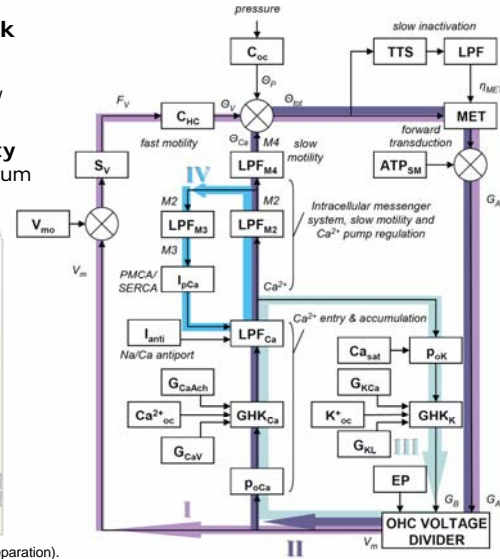 pressure
slow inactivation
k
C_oc
TTS
LPF
Θ_P
η_MET
F_V
Θ_V
Θ_tot
C_HC
MET
Θ_Ca
M4
fast motility
slow motility
forward transduction
ty
um
S_V
LPF_M4
ATP_SM
IV
M2
M2
G_A
V_mo
LPF_M3
LPF_M2
Intracellular messenger system, slow motility and Ca²⁺ pump regulation
M3
V_m
PMCA/ SERCA
I_pCa
Ca²⁺
Ca²⁺ entry & accumulation
I_anti
LPF_Ca
Na/Ca antiport
Ca_sat
p_oK
G_CaAch
G_KCa
Ca²⁺_oc
GHK_Ca
K⁺_oc
GHK_K
G_CaV
G_KL
III
p_oCa
EP
I
G_B
G_A
II
V_m
OHC VOLTAGE DIVIDER
eparation).